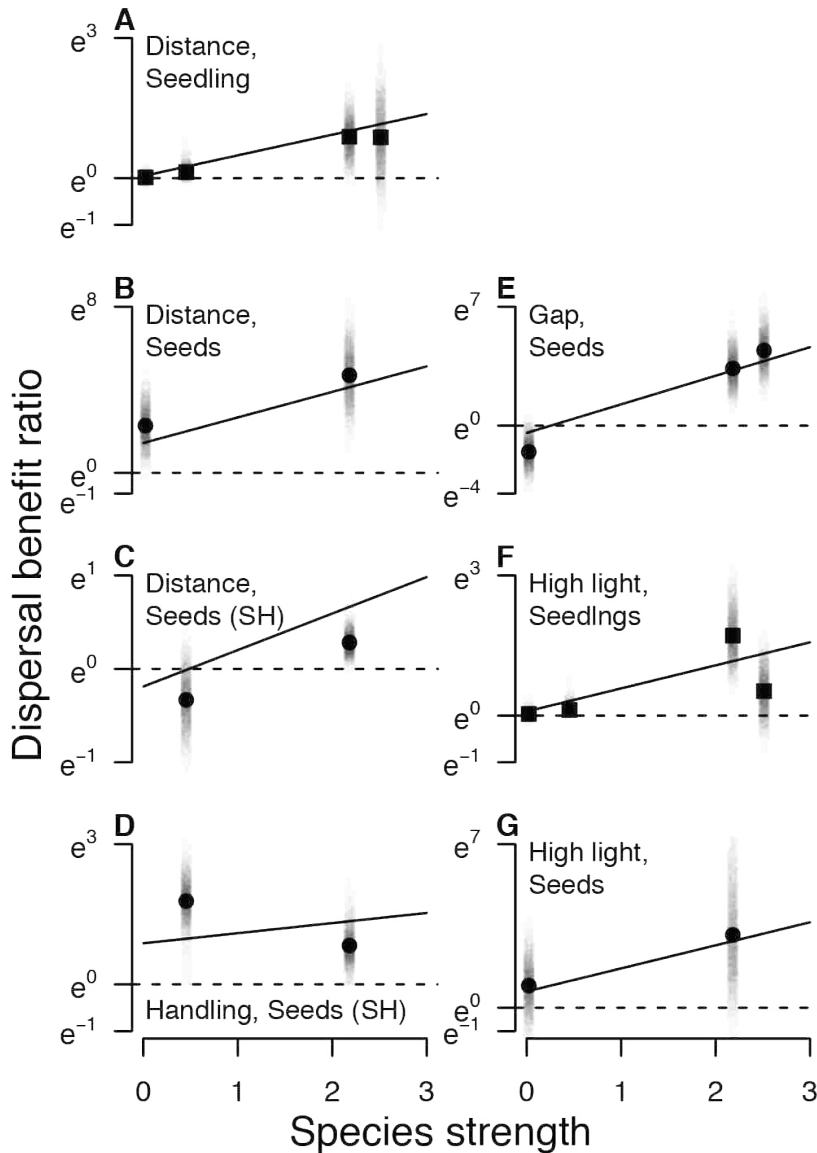 A
e3
Distance,
Seedling
e0
e−1
B
e8
Distance,
Seeds
e0
e−1
C
e1
Distance,
Seeds (SH)
e0
e−1
D
e3
e0
Handling, Seeds (SH)
e−1
0 1 2 3
E
e7
Gap,
Seeds
e0
e−4
F
e3
High light,
Seedlngs
e0
e−1
G
e7
High light,
Seeds
e0
e−1
0 1 2 3
Dispersal benefit ratio
Species strength